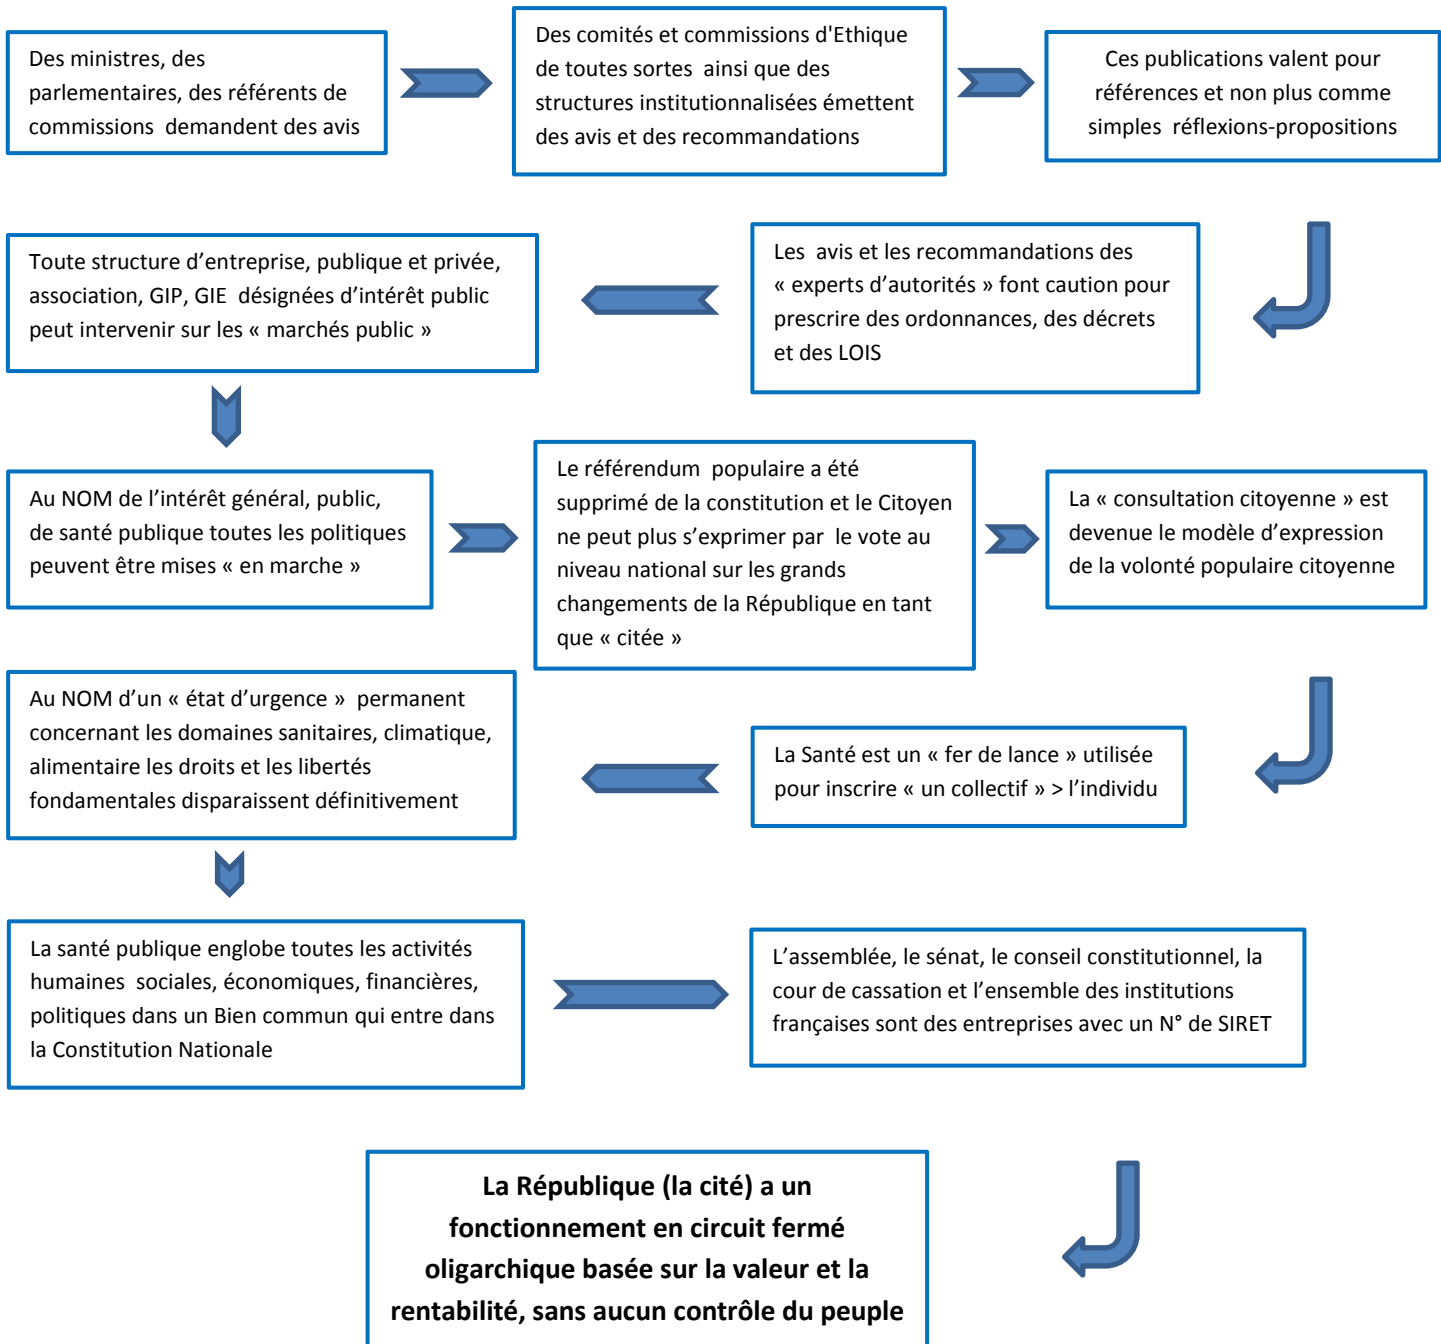 Des ministres, des
parlementaires, des référents de
commissions demandent des avis
Des comités et commissions d'Ethique
de toutes sortes ainsi que des
structures institutionnalisées émettent
des avis et des recommandations
Ces publications valent pour
références et non plus comme
simples réflexions-propositions
Les avis et les recommandations des
« experts d’autorités » font caution pour
prescrire des ordonnances, des décrets
et des LOIS
Toute structure d’entreprise, publique et privée,
association, GIP, GIE désignées d’intérêt public
peut intervenir sur les « marchés public »
Au NOM de l’intérêt général, public,
de santé publique toutes les politiques
peuvent être mises « en marche »
Le référendum populaire a été
supprimé de la constitution et le Citoyen
ne peut plus s’exprimer par le vote au
niveau national sur les grands
changements de la République en tant
que « citée »
La « consultation citoyenne » est
devenue le modèle d’expression
de la volonté populaire citoyenne
La Santé est un « fer de lance » utilisée
pour inscrire « un collectif » > l’individu
Au NOM d’un « état d’urgence » permanent
concernant les domaines sanitaires, climatique,
alimentaire les droits et les libertés
fondamentales disparaissent définitivement
La santé publique englobe toutes les activités
humaines sociales, économiques, financières,
politiques dans un Bien commun qui entre dans
la Constitution Nationale
L’assemblée, le sénat, le conseil constitutionnel, la
cour de cassation et l’ensemble des institutions
françaises sont des entreprises avec un N° de SIRET
La République (la cité) a un
fonctionnement en circuit fermé
oligarchique basée sur la valeur et la
rentabilité, sans aucun contrôle du peuple